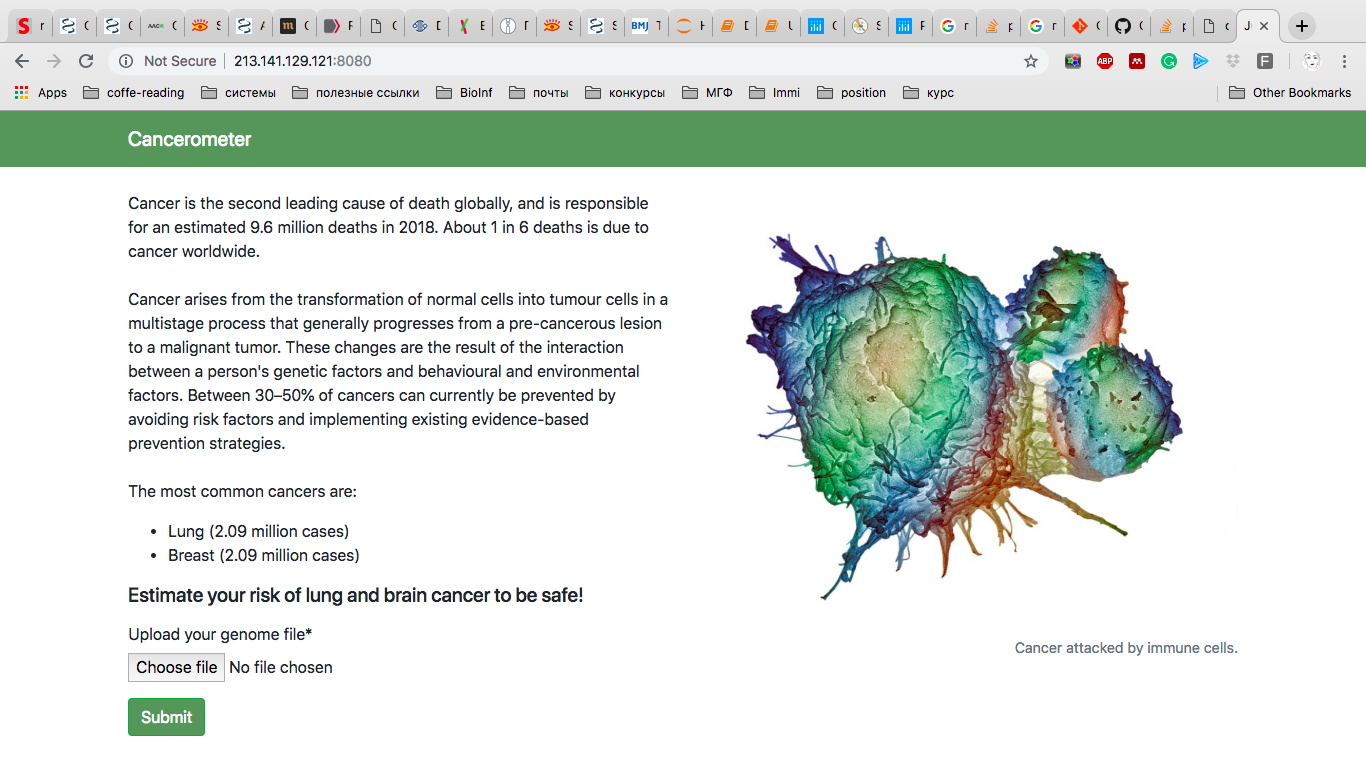 r
C
C
AACR C
S
A
m C
F
C
D
E
S
S
BMJ T
H
D
U
C
S
F
r
p
r
C
C
p
c
J
Not Secure 213.141.129.121:8080
ABP
F
Apps coffe-reading системы полезные ссылки BioInf почты конкурсы МГФ Immi position курс Other Bookmarks
Cancerometer
Cancer is the second leading cause of death globally, and is responsible
for an estimated 9.6 million deaths in 2018. About 1 in 6 deaths is due to
cancer worldwide.
Cancer arises from the transformation of normal cells into tumour cells in a
multistage process that generally progresses from a pre-cancerous lesion
to a malignant tumor. These changes are the result of the interaction
between a person's genetic factors and behavioural and environmental
factors. Between 30–50% of cancers can currently be prevented by
avoiding risk factors and implementing existing evidence-based
prevention strategies.
The most common cancers are:
• Lung (2.09 million cases)
• Breast (2.09 million cases)
Estimate your risk of lung and brain cancer to be safe!
Upload your genome file*
Choose file No file chosen
Submit
Cancer attacked by immune cells.